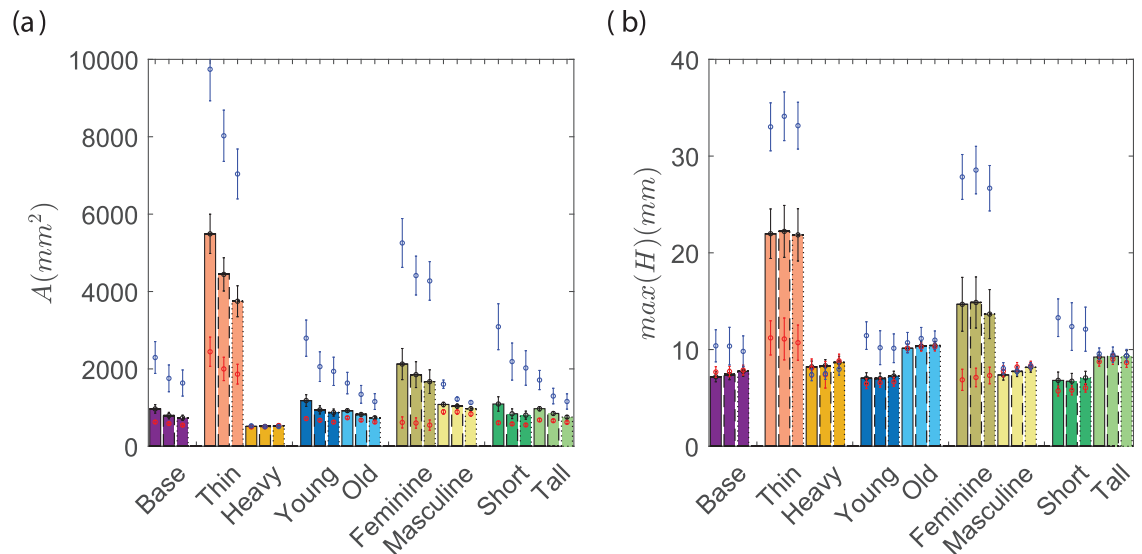 (a)
10000
8000
6000
4000
2000
0
A(mm²)
Base
Thin
Heavy
Young
Old
Feminine
Masculine
Short
Tall
( b)
40
30
20
10
0
max(H)(mm)
Base
Thin
Heavy
Young
Old
Feminine
Masculine
Short
Tall